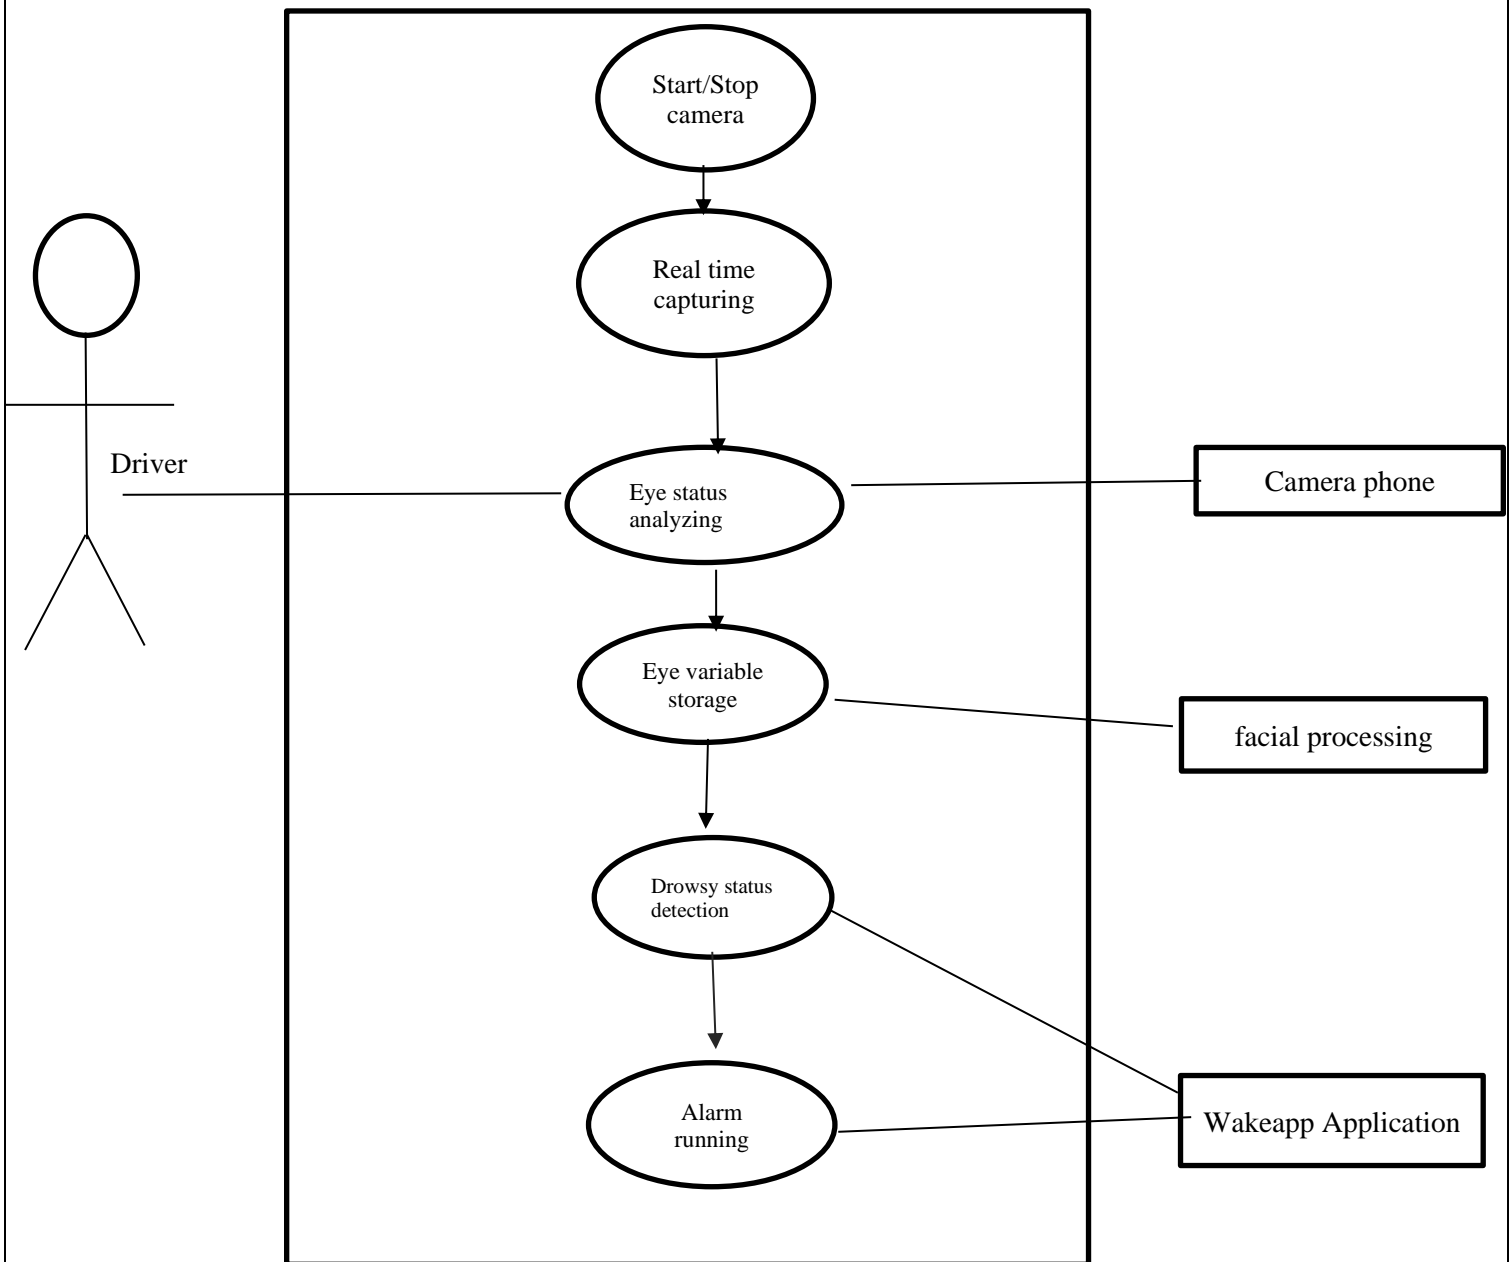 Start/Stop
camera
Real time
capturing
Driver
Eye status
analyzing
Camera phone
Eye variable
storage
facial processing
Drowsy status
detection
Alarm
running
Wakeapp Application